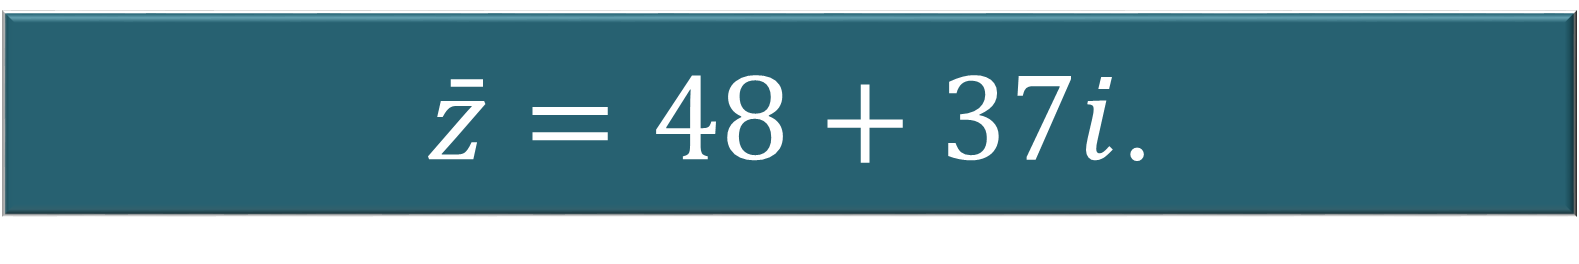 z̄ = 48 + 37i.